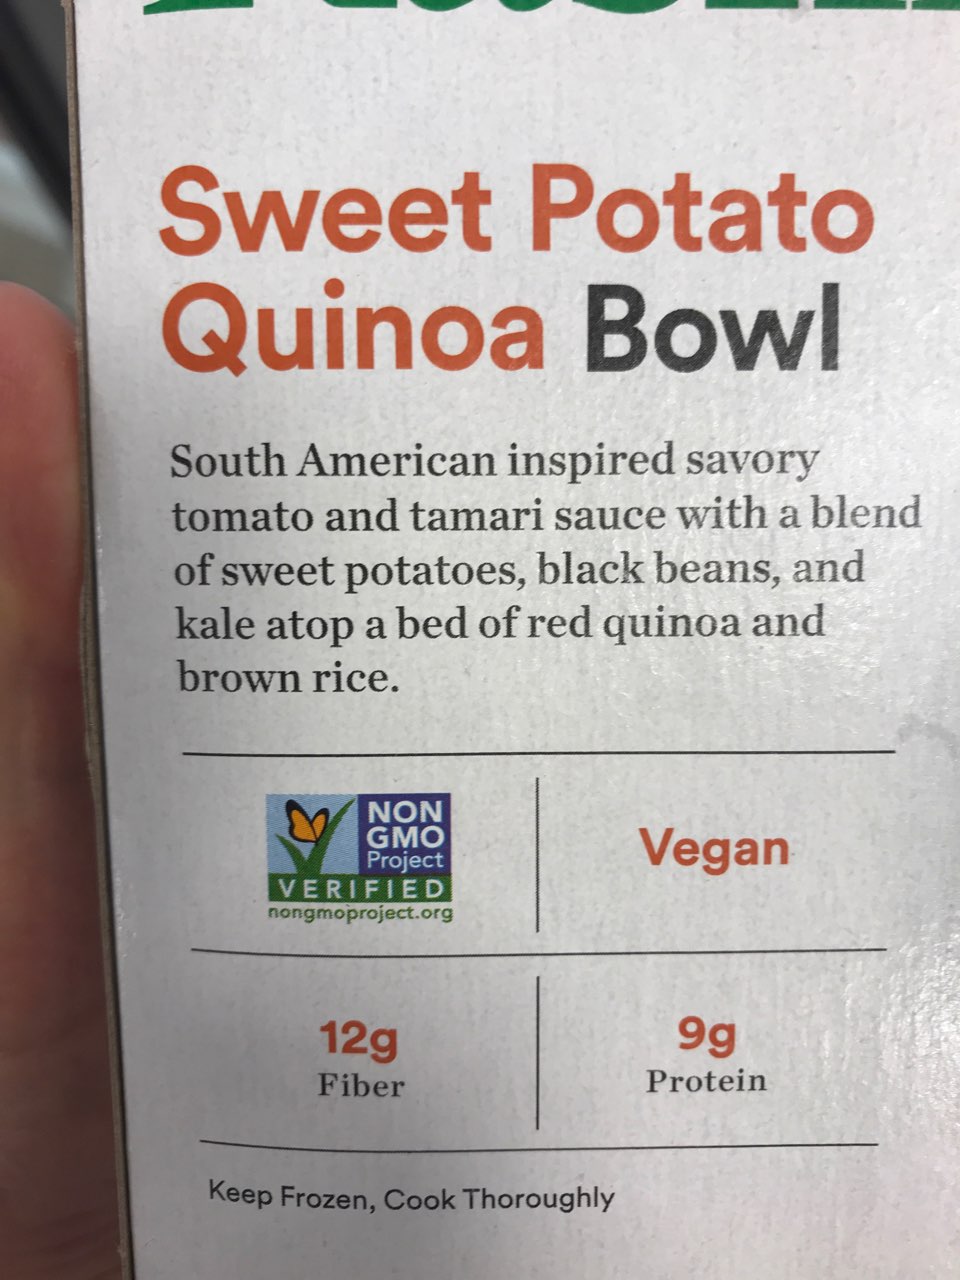 Sweet Potato
Quinoa Bowl
South American inspired savory
tomato and tamari sauce with a blend
of sweet potatoes, black beans, and
kale atop a bed of red quinoa and
brown rice.
NON
GMO
Project
VERIFIED
nongmoproject.org
Vegan
12g
Fiber
9g
Protein
Keep Frozen, Cook Thoroughly